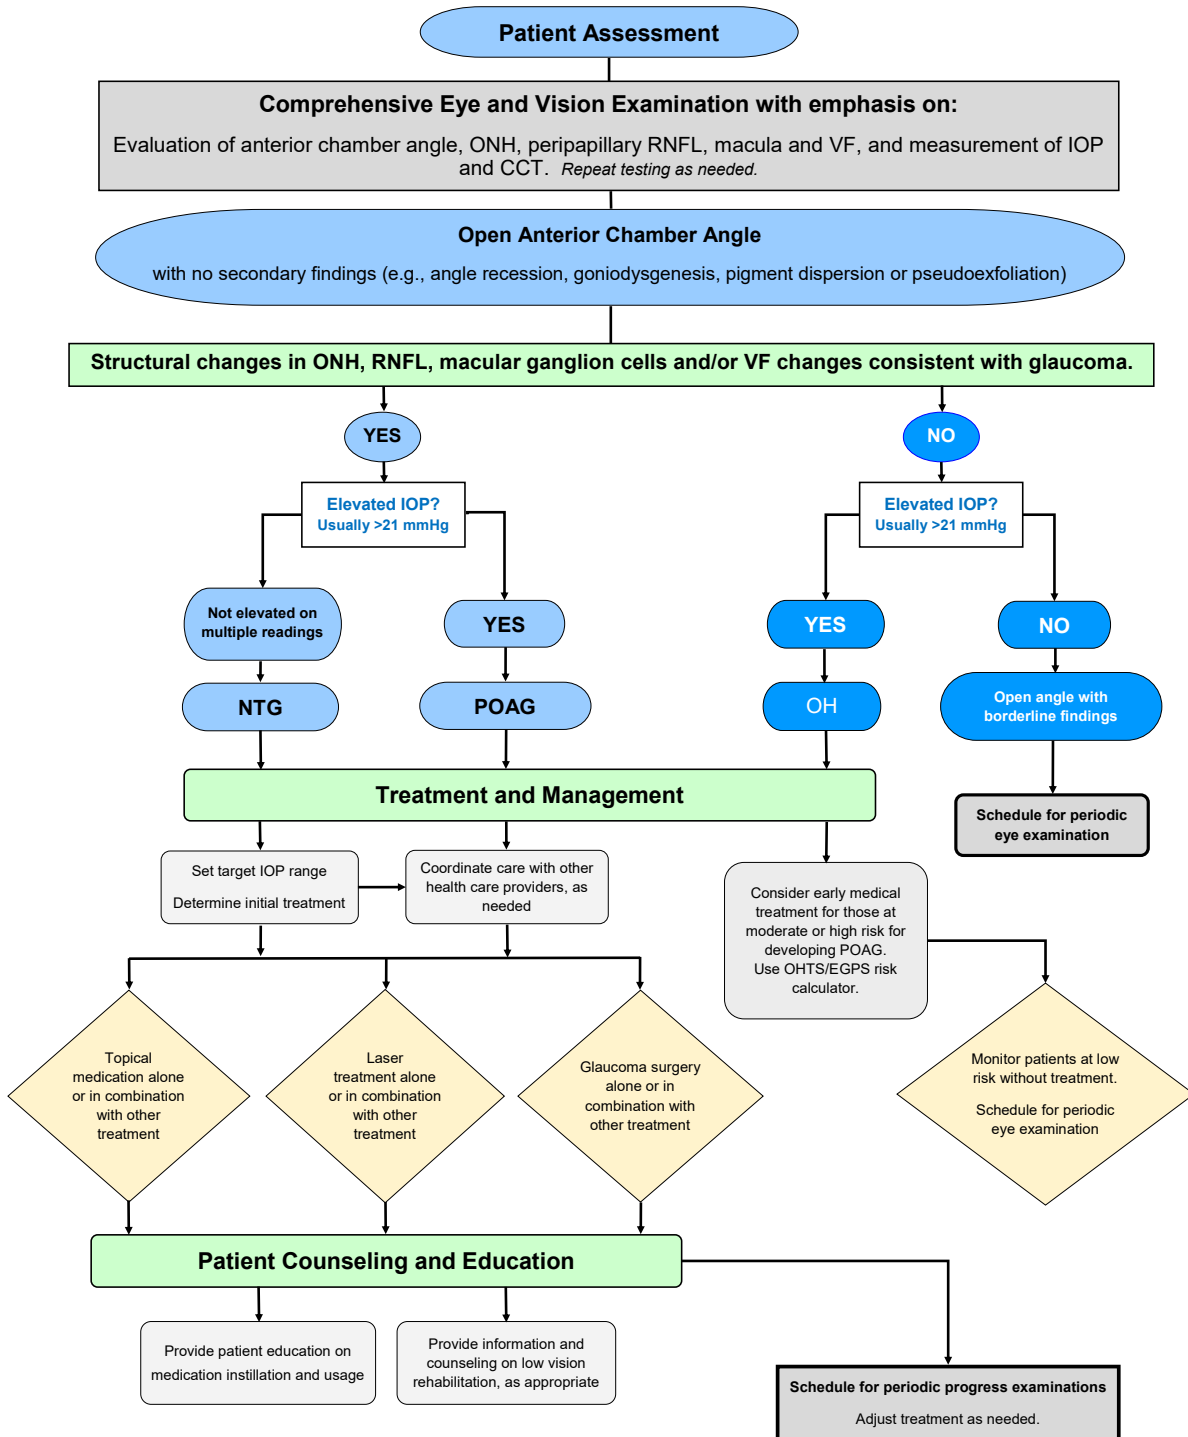 Patient Assessment
Comprehensive Eye and Vision Examination with emphasis on:
Evaluation of anterior chamber angle, ONH, peripapillary RNFL, macula and VF, and measurement of IOP
and CCT. Repeat testing as needed.
Open Anterior Chamber Angle
with no secondary findings (e.g., angle recession, goniodysgenesis, pigment dispersion or pseudoexfoliation)
Structural changes in ONH, RNFL, macular ganglion cells and/or VF changes consistent with glaucoma.
YES
NO
Elevated IOP?
Usually >21 mmHg
Elevated IOP?
Usually >21 mmHg
Not elevated on
multiple readings
YES
YES
NO
NTG
POAG
OH
Open angle with
borderline findings
Treatment and Management
Schedule for periodic
eye examination
Set target IOP range
Determine initial treatment
Coordinate care with other
health care providers, as
needed
Consider early medical
treatment for those at
moderate or high risk for
developing POAG.
Use OHTS/EGPS risk
calculator.
Topical
medication alone
or in combination
with other
treatment
Laser
treatment alone
or in combination
with other
treatment
Glaucoma surgery
alone or in
combination with
other treatment
Monitor patients at low
risk without treatment.
Schedule for periodic
eye examination
Patient Counseling and Education
Provide patient education on
medication instillation and usage
Provide information and
counseling on low vision
rehabilitation, as appropriate
Schedule for periodic progress examinations
Adjust treatment as needed.